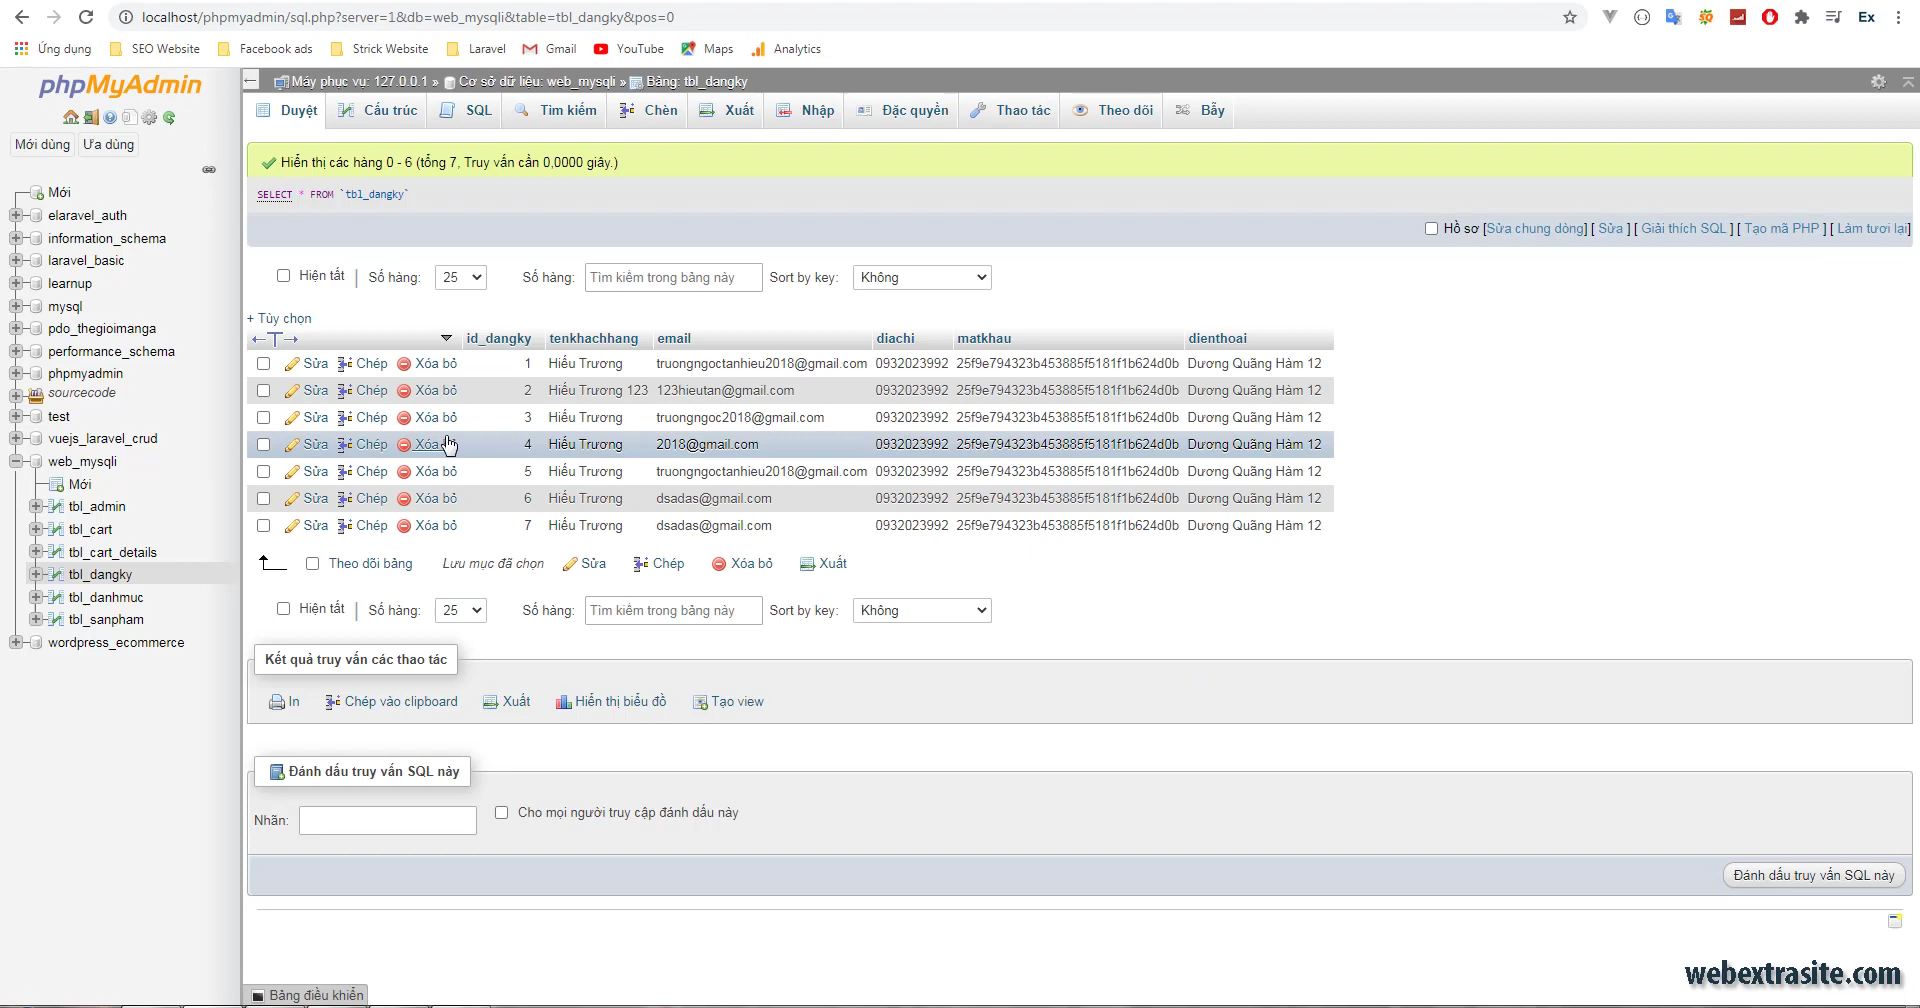 localhost/phpmyadmin/sql.php?server=1&db=web_mysqli&table=tbl_dangky&pos=0
Ex
Ứng dụng SEO Website Facebook ads Strick Website Laravel Gmail YouTube Maps Analytics
phpMyAdmin
Mới dùng Ưa dùng
Mới
elaravel_auth
information_schema
laravel_basic
learnup
mysql
pdo_thegioimanga
performance_schema
phpmyadmin
sourcecode
test
vuejs_laravel_crud
web_mysqli
Mới
tbl_admin
tbl_cart
tbl_cart_details
tbl_dangky
tbl_danhmuc
tbl_sanpham
wordpress_ecommerce
Máy phục vụ: 127.0.0.1 » Cơ sở dữ liệu: web_mysqli » Bảng: tbl_dangky
Duyệt Cấu trúc SQL Tìm kiếm Chèn Xuất Nhập Đặc quyền Thao tác Theo dõi Bẫy
Hiển thị các hàng 0 - 6 (tổng 7, Truy vấn cần 0,0000 giây.)
SELECT * FROM `tbl_dangky`
Hồ sơ [Sửa chung dòng] [ Sửa ] [ Giải thích SQL ] [ Tạo mã PHP ] [ Làm tươi lại]
Hiện tất | Số hàng: 25 Số hàng: Tìm kiếm trong bảng này Sort by key: Không
+ Tùy chọn
←T→ id_dangky tenkhachhang email diachi matkhau dienthoai
Sửa Chép Xóa bỏ 1 Hiếu Trương truongngoctanhieu2018@gmail.com 0932023992 25f9e794323b453885f5181f1b624d0b Dương Quãng Hàm 12
Sửa Chép Xóa bỏ 2 Hiếu Trương 123 123hieutan@gmail.com 0932023992 25f9e794323b453885f5181f1b624d0b Dương Quãng Hàm 12
Sửa Chép Xóa bỏ 3 Hiếu Trương truongngoc2018@gmail.com 0932023992 25f9e794323b453885f5181f1b624d0b Dương Quãng Hàm 12
Sửa Chép Xóa 4 Hiếu Trương 2018@gmail.com 0932023992 25f9e794323b453885f5181f1b624d0b Dương Quãng Hàm 12
Sửa Chép Xóa bỏ 5 Hiếu Trương truongngoctanhieu2018@gmail.com 0932023992 25f9e794323b453885f5181f1b624d0b Dương Quãng Hàm 12
Sửa Chép Xóa bỏ 6 Hiếu Trương dsadas@gmail.com 0932023992 25f9e794323b453885f5181f1b624d0b Dương Quãng Hàm 12
Sửa Chép Xóa bỏ 7 Hiếu Trương dsadas@gmail.com 0932023992 25f9e794323b453885f5181f1b624d0b Dương Quãng Hàm 12
Theo dõi bảng Lưu mục đã chọn Sửa Chép Xóa bỏ Xuất
Hiện tất | Số hàng: 25 Số hàng: Tìm kiếm trong bảng này Sort by key: Không
Kết quả truy vấn các thao tác
In Chép vào clipboard Xuất Hiển thị biểu đồ Tạo view
Đánh dấu truy vấn SQL này
Nhãn: Cho mọi người truy cập đánh dấu này
Đánh dấu truy vấn SQL này
webextrasite.com
Bảng điều khiển